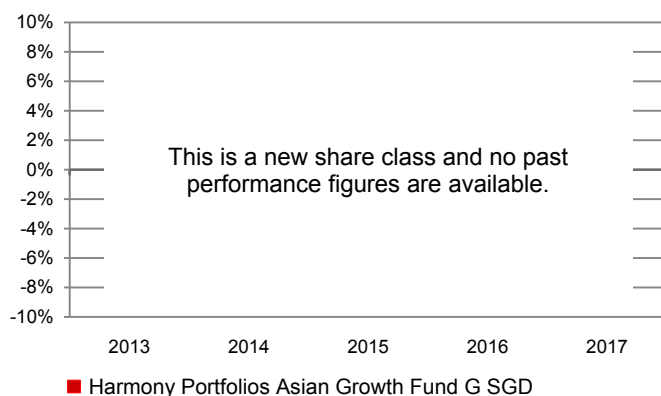 10%
8%
6%
4%
2%
0%
-2%
-4%
-6%
-8%
-10%
This is a new share class and no past
performance figures are available.
2013 2014 2015 2016 2017
Harmony Portfolios Asian Growth Fund G SGD